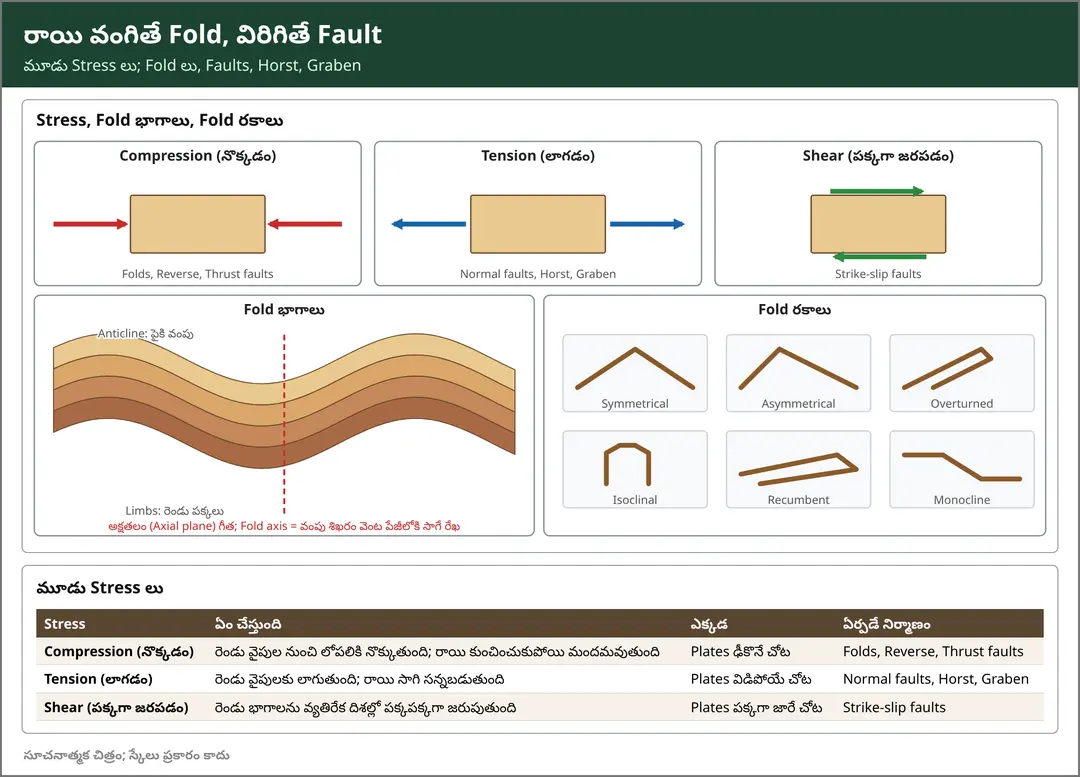 రాయి వంగితే Fold, విరిగితే Fault
మూడు Stress లు; Fold లు, Faults, Horst, Graben
Stress, Fold భాగాలు, Fold రకాలు
Compression (నొక్కడం)
Folds, Reverse, Thrust faults
Tension (లాగడం)
Normal faults, Horst, Graben
Shear (పక్కగా జరపడం)
Strike-slip faults
Fold భాగాలు
Anticline: పైకి వంపు
Limbs: రెండు పక్కలు
అక్షతలం (Axial plane) గీత; Fold axis = వంపు శిఖరం వెంట పేజీలోకి సాగే రేఖ
Fold రకాలు
Symmetrical
Asymmetrical
Overturned
Isoclinal
Recumbent
Monocline
మూడు Stress లు
Stress ఏం చేస్తుంది ఎక్కడ ఏర్పడే నిర్మాణం
Compression (నొక్కడం) రెండు వైపుల నుంచి లోపలికి నొక్కుతుంది; రాయి కుంచించుకుపోయి మందమవుతుంది Plates ఢీకొనే చోట Folds, Reverse, Thrust faults
Tension (లాగడం) రెండు వైపులకు లాగుతుంది; రాయి సాగి సన్నబడుతుంది Plates విడిపోయే చోట Normal faults, Horst, Graben
Shear (పక్కగా జరపడం) రెండు భాగాలను వ్యతిరేక దిశల్లో పక్కపక్కగా జరుపుతుంది Plates పక్కగా జారే చోట Strike-slip faults
సూచనాత్మక చిత్రం; స్కేలు ప్రకారం కాదు